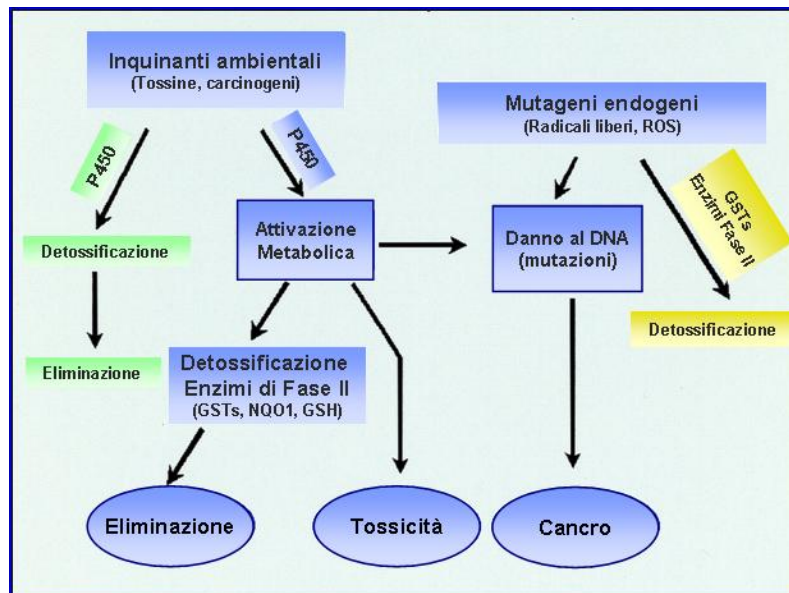 Inquinanti ambientali
(Tossine, carcinogeni)
Mutageni endogeni
(Radicali liberi, ROS)
P450
P450
GSTs
Enzimi Fase II
Attivazione
Metabolica
Danno al DNA
(mutazioni)
Detossificazione
Detossificazione
Eliminazione
Detossificazione
Enzimi di Fase II
(GSTs, NQO1, GSH)
Eliminazione
Tossicità
Cancro